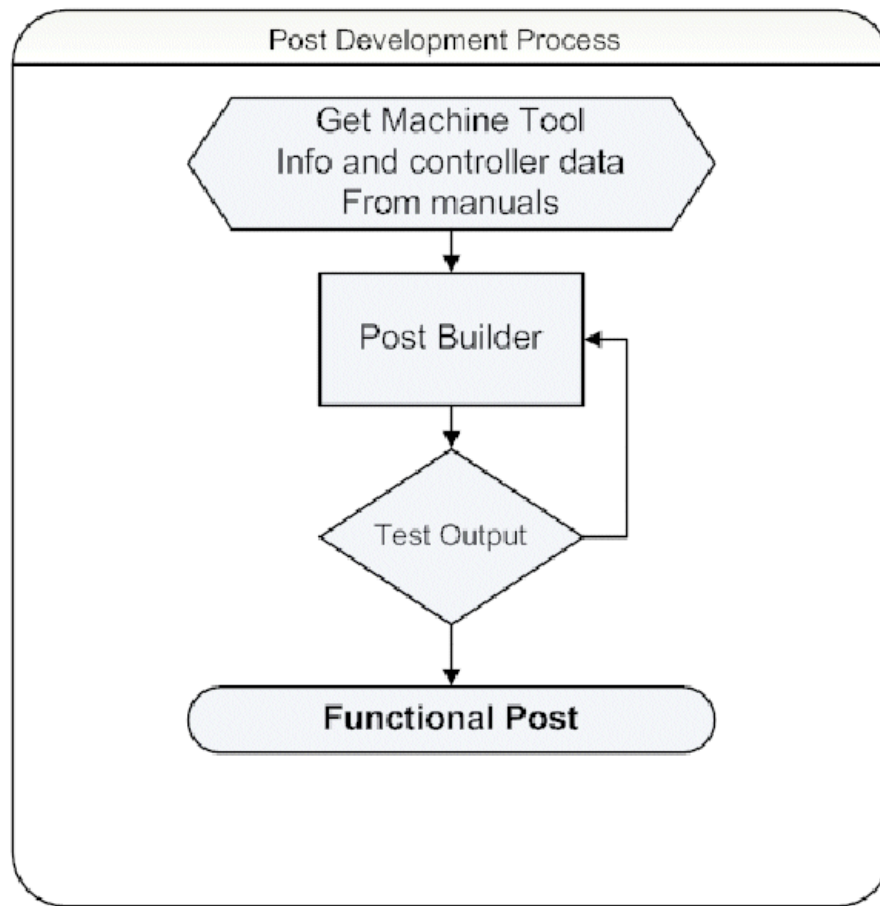 Post Development Process
Get Machine Tool
Info and controller data
From manuals
Post Builder
Test Output
Functional Post